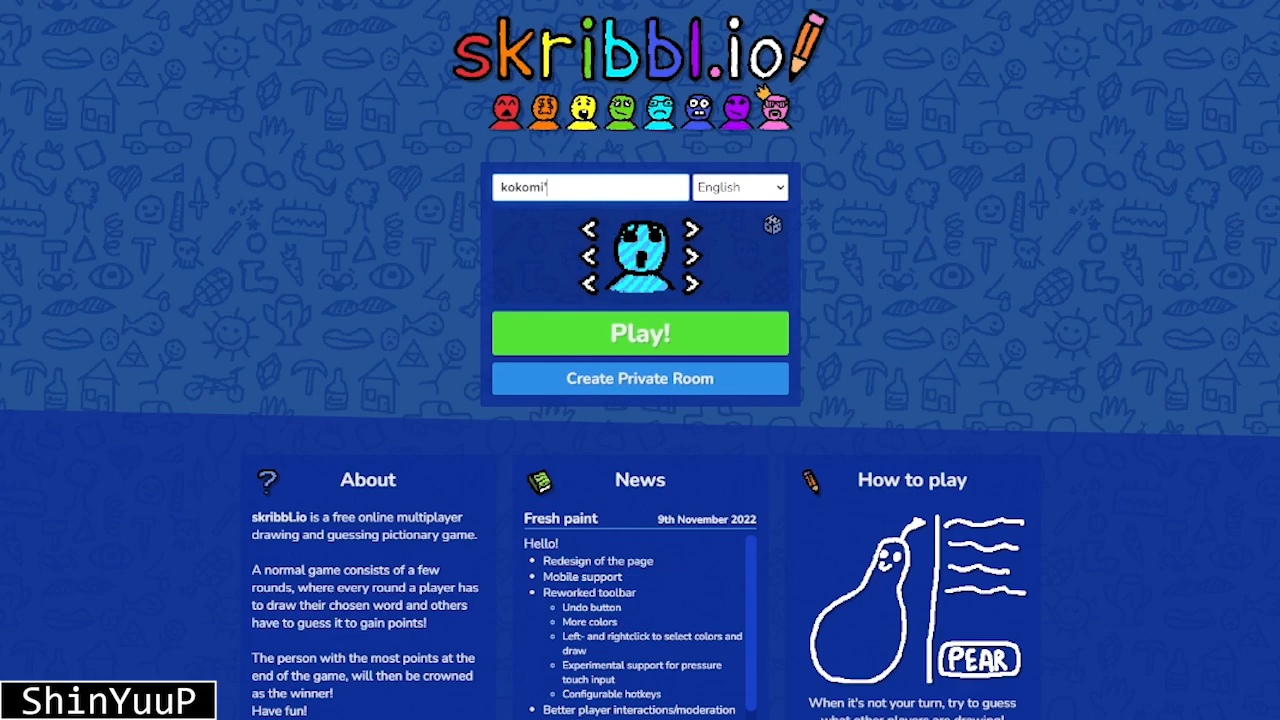 skribbl.io
kokomi'
English
Play!
Create Private Room
About
skribbl.io is a free online multiplayer
drawing and guessing pictionary game.
A normal game consists of a few
rounds, where every round a player has
to draw their chosen word and others
have to guess it to gain points!
The person with the most points at the
end of the game, will then be crowned
as the winner!
Have fun!
News
Fresh paint 9th November 2022
Hello!
Redesign of the page
Mobile support
Reworked toolbar
Undo button
More colors
Left- and rightclick to select colors and
draw
Experimental support for pressure
touch input
Configurable hotkeys
Better player interactions/moderation
How to play
PEAR
When it's not your turn, try to guess
what other players are drawing!
ShinYuuP